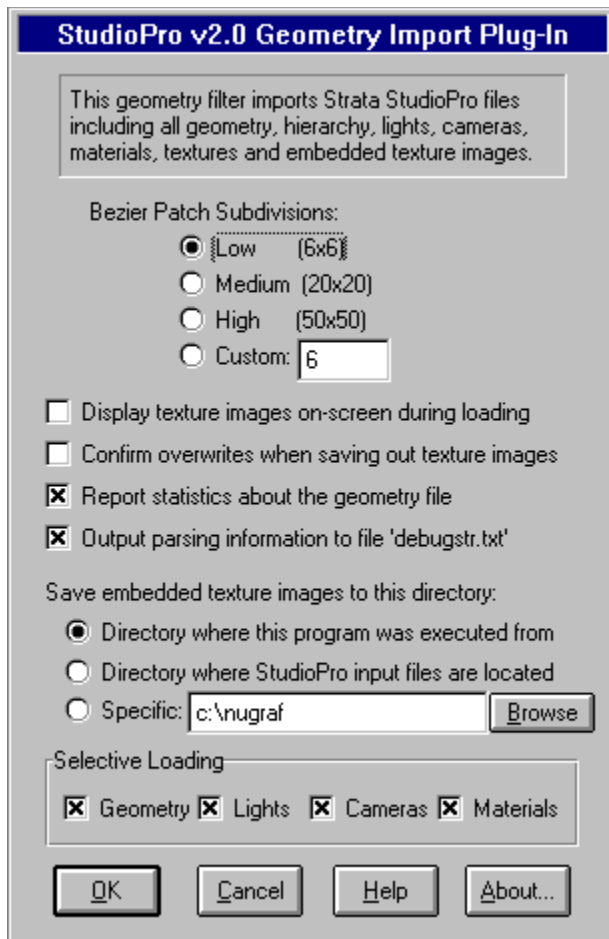 StudioPro v2.0 Geometry Import Plug-In
This geometry filter imports Strata StudioPro files
including all geometry, hierarchy, lights, cameras,
materials, textures and embedded texture images.
Bezier Patch Subdivisions:
Low (6x6)
Medium (20x20)
High (50x50)
Custom: 6
Display texture images on-screen during loading
Confirm overwrites when saving out texture images
Report statistics about the geometry file
Output parsing information to file 'debugstr.txt'
Save embedded texture images to this directory:
Directory where this program was executed from
Directory where StudioPro input files are located
Specific: c:\nugraf Browse
Selective Loading
Geometry Lights Cameras Materials
OK Cancel Help About...